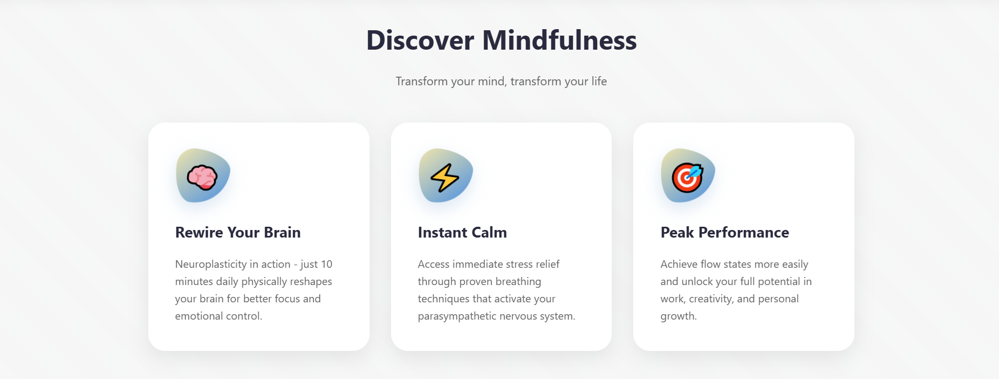 Discover Mindfulness
Transform your mind, transform your life
Rewire Your Brain
Neuroplasticity in action - just 10
minutes daily physically reshapes
your brain for better focus and
emotional control.
Instant Calm
Access immediate stress relief
through proven breathing
techniques that activate your
parasympathetic nervous system.
Peak Performance
Achieve flow states more easily
and unlock your full potential in
work, creativity, and personal
growth.